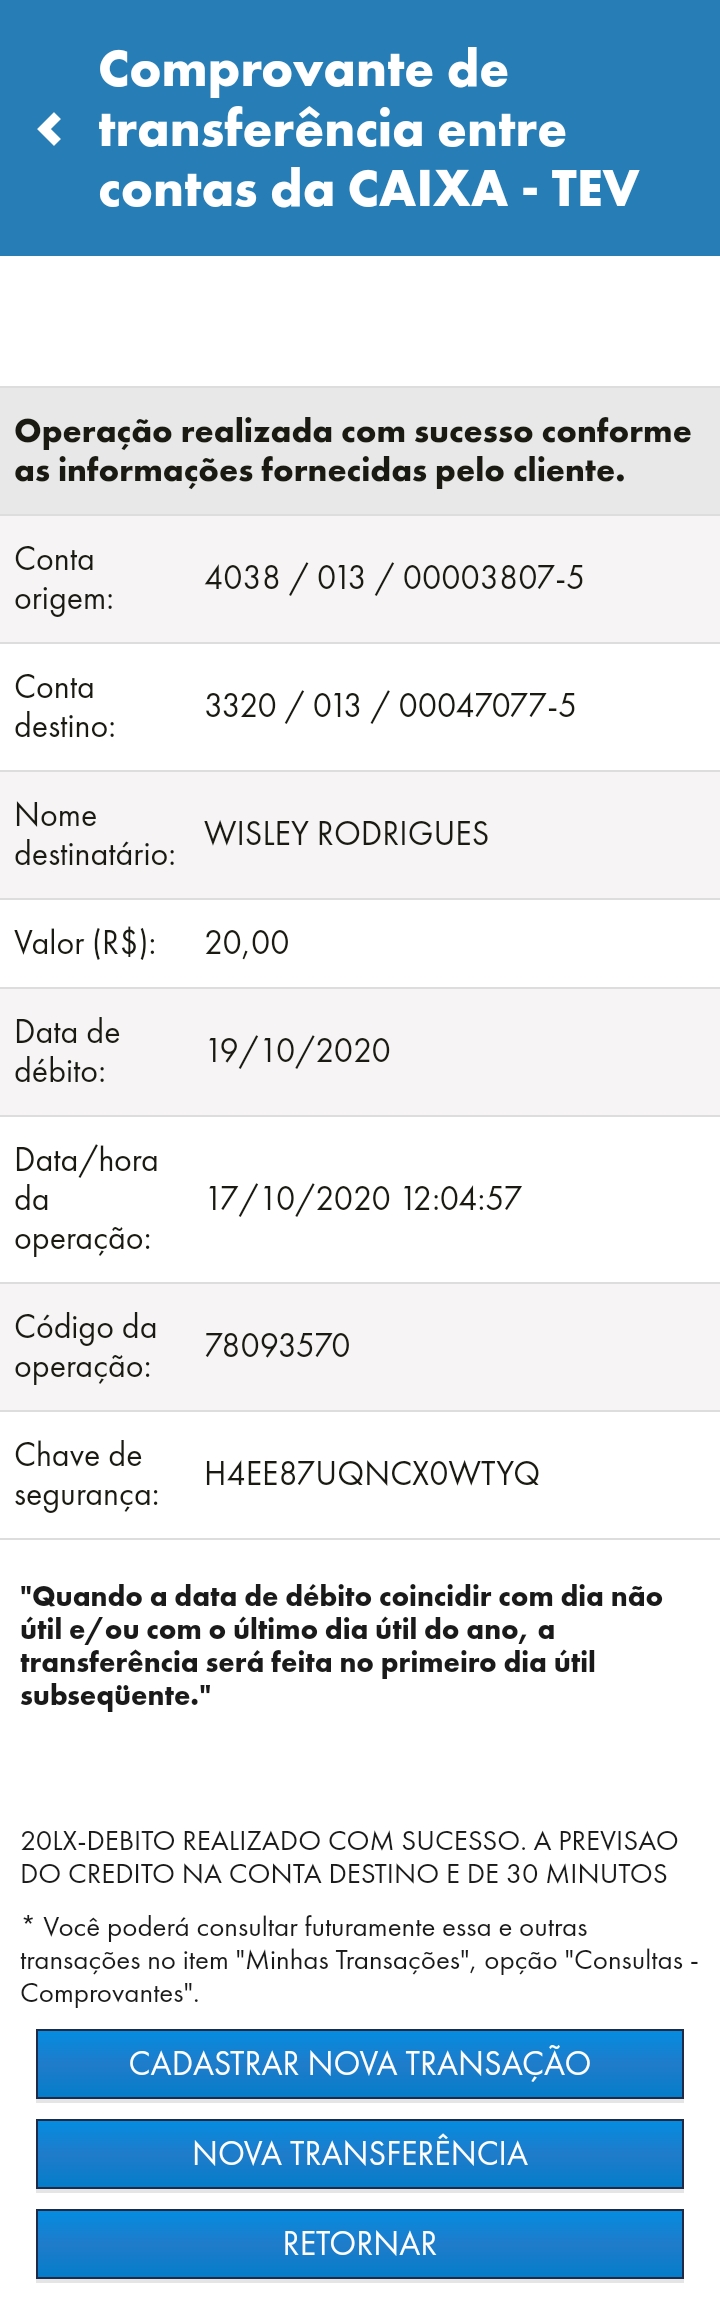 Comprovante de
transferência entre
contas da CAIXA - TEV
Operação realizada com sucesso conforme
as informações fornecidas pelo cliente.
Conta
origem:
4038 / 013 / 00003807-5
Conta
destino:
3320 / 013 / 00047077-5
Nome
destinatário:
WISLEY RODRIGUES
Valor (R$):
20,00
Data de
débito:
19/10/2020
Data/hora
da
operação:
17/10/2020 12:04:57
Código da
operação:
78093570
Chave de
segurança:
H4EE87UQNCX0WTYQ
"Quando a data de débito coincidir com dia não
útil e/ou com o último dia útil do ano, a
transferência será feita no primeiro dia útil
subseqüente."
20LX-DEBITO REALIZADO COM SUCESSO. A PREVISAO
DO CREDITO NA CONTA DESTINO E DE 30 MINUTOS
* Você poderá consultar futuramente essa e outras
transações no item "Minhas Transações", opção "Consultas -
Comprovantes".
CADASTRAR NOVA TRANSAÇÃO
NOVA TRANSFERÊNCIA
RETORNAR